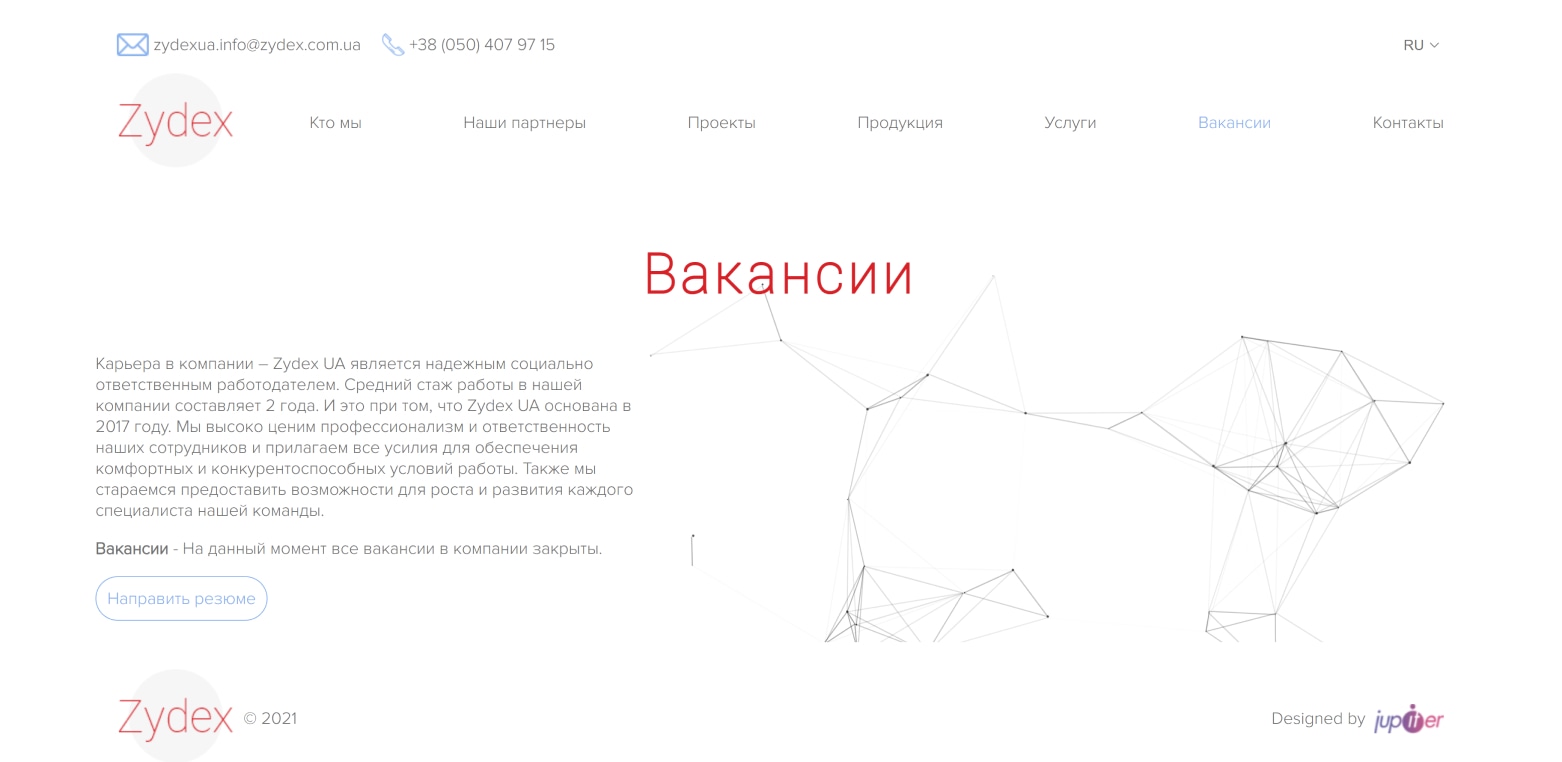 zydexua.info@zydex.com.ua +38 (050) 407 97 15 RU
Zydex Кто мы Наши партнеры Проекты Продукция Услуги Вакансии Контакты
Вакансии
Карьера в компании – Zydex UA является надежным социально
ответственным работодателем. Средний стаж работы в нашей
компании составляет 2 года. И это при том, что Zydex UA основана в
2017 году. Мы высоко ценим профессионализм и ответственность
наших сотрудников и прилагаем все усилия для обеспечения
комфортных и конкурентоспособных условий работы. Также мы
стараемся предоставить возможности для роста и развития каждого
специалиста нашей команды.
Вакансии - На данный момент все вакансии в компании закрыты.
Направить резюме
Zydex © 2021 Designed by jupiter